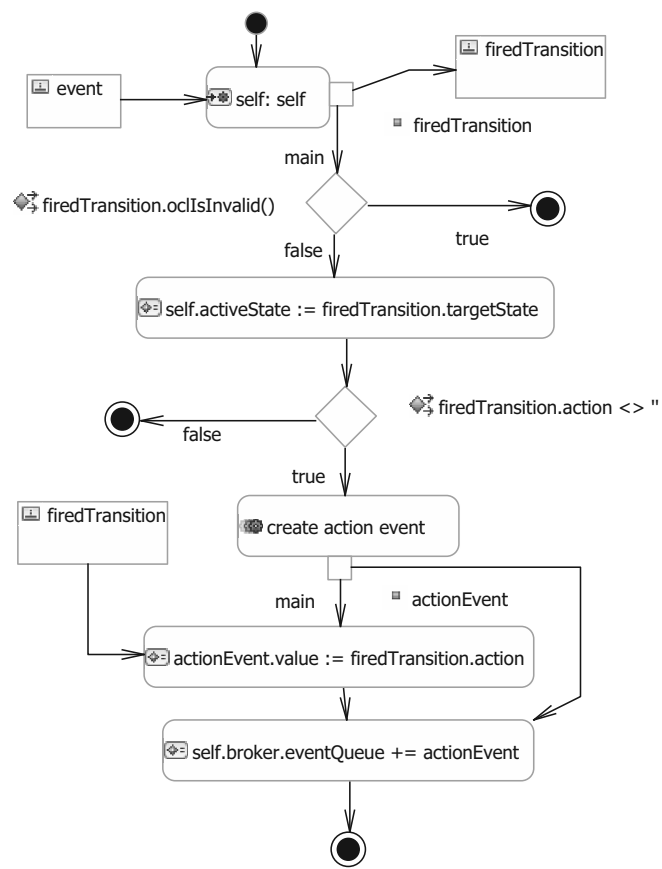 firedTransition
event
self: self
firedTransition
main
firedTransition.oclIsInvalid()
true
false
self.activeState := firedTransition.targetState
firedTransition.action <> ''
false
true
firedTransition
create action event
main
actionEvent
actionEvent.value := firedTransition.action
self.broker.eventQueue += actionEvent